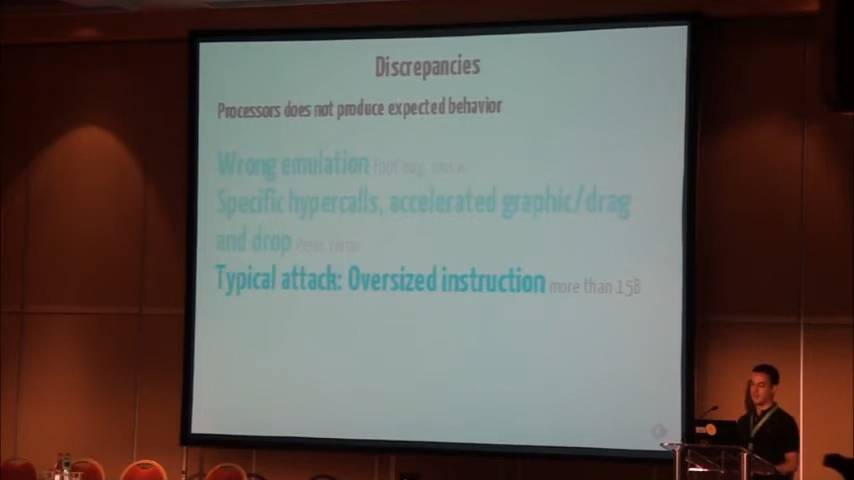 Discrepancies
Processors does not produce expected behavior
Wrong emulation
Specific hypercalls, accelerated graphic/drag
and drop
Typical attack: Oversized instruction more than 15B